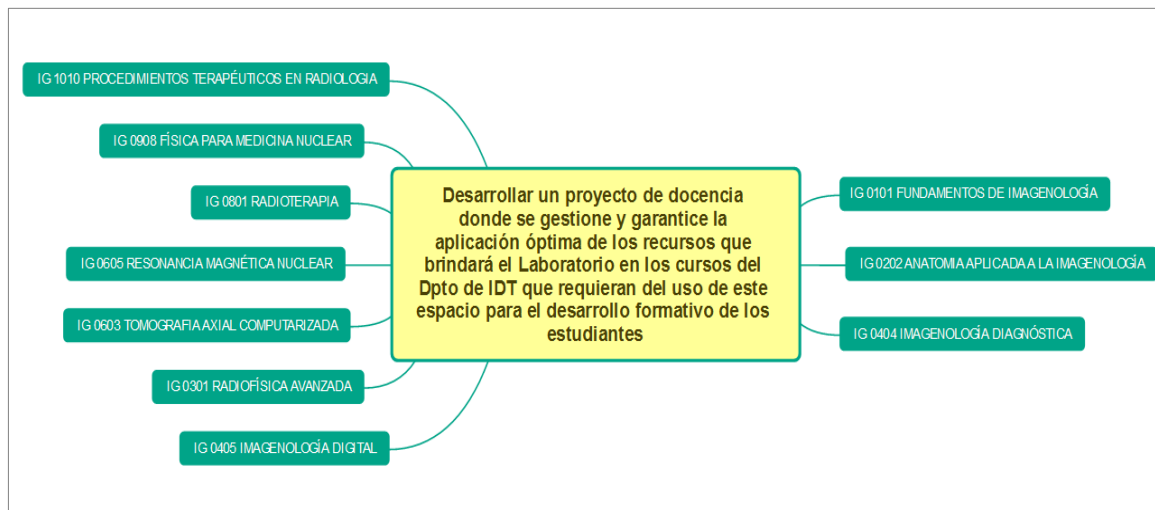 IG 1010 PROCEDIMIENTOS TERAPÉUTICOS EN RADIOLOGIA
IG 0908 FÍSICA PARA MEDICINA NUCLEAR
IG 0801 RADIOTERAPIA
IG 0605 RESONANCIA MAGNÉTICA NUCLEAR
IG 0603 TOMOGRAFIA AXIAL COMPUTARIZADA
IG 0301 RADIOFÍSICA AVANZADA
IG 0405 IMAGENOLOGÍA DIGITAL
Desarrollar un proyecto de docencia
donde se gestione y garantice la
aplicación óptima de los recursos que
brindará el Laboratorio en los cursos del
Dpto de IDT que requieran del uso de este
espacio para el desarrollo formativo de los
estudiantes
IG 0101 FUNDAMENTOS DE IMAGENOLOGÍA
IG 0202 ANATOMIA APLICADA A LA IMAGENOLOGÍA
IG 0404 IMAGENOLOGÍA DIAGNÓSTICA